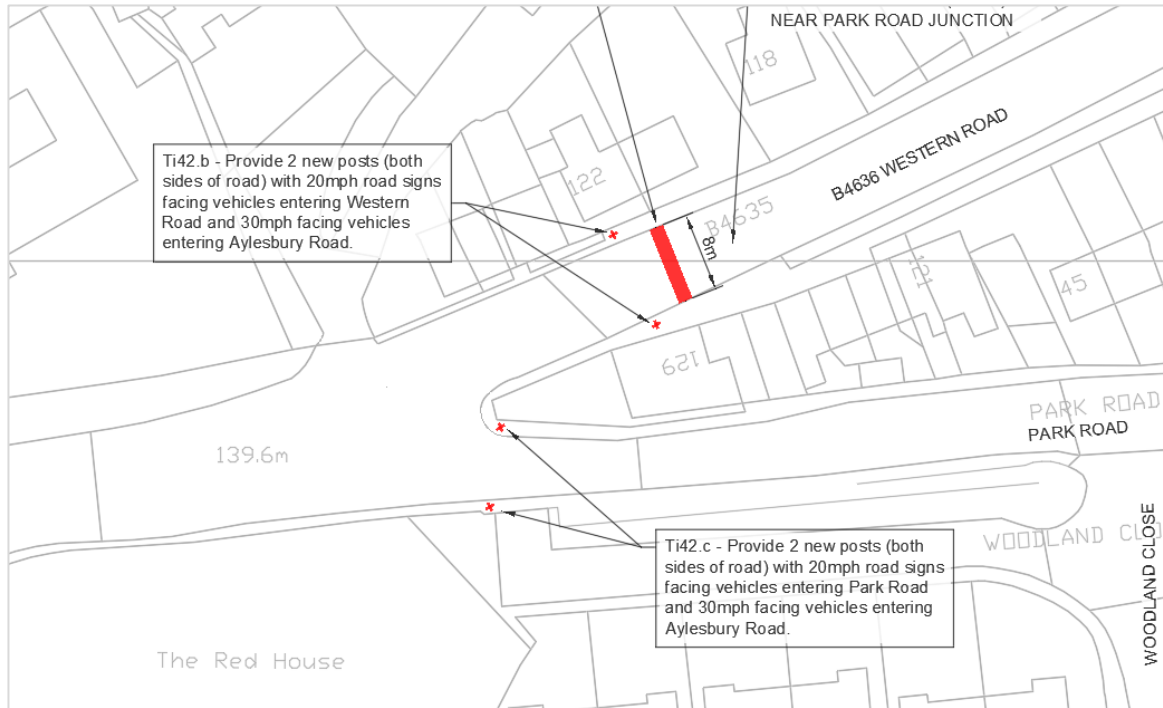 NEAR PARK ROAD JUNCTION
118
B4636 WESTERN ROAD
Ti42.b - Provide 2 new posts (both
sides of road) with 20mph road signs
facing vehicles entering Western
Road and 30mph facing vehicles
entering Aylesbury Road.
122
B4635
8m
121
45
129
PARK ROAD
PARK ROAD
139.6m
Ti42.c - Provide 2 new posts (both
sides of road) with 20mph road signs
facing vehicles entering Park Road
and 30mph facing vehicles entering
Aylesbury Road.
WOODLAND CLO
WOODLAND CLOSE
The Red House